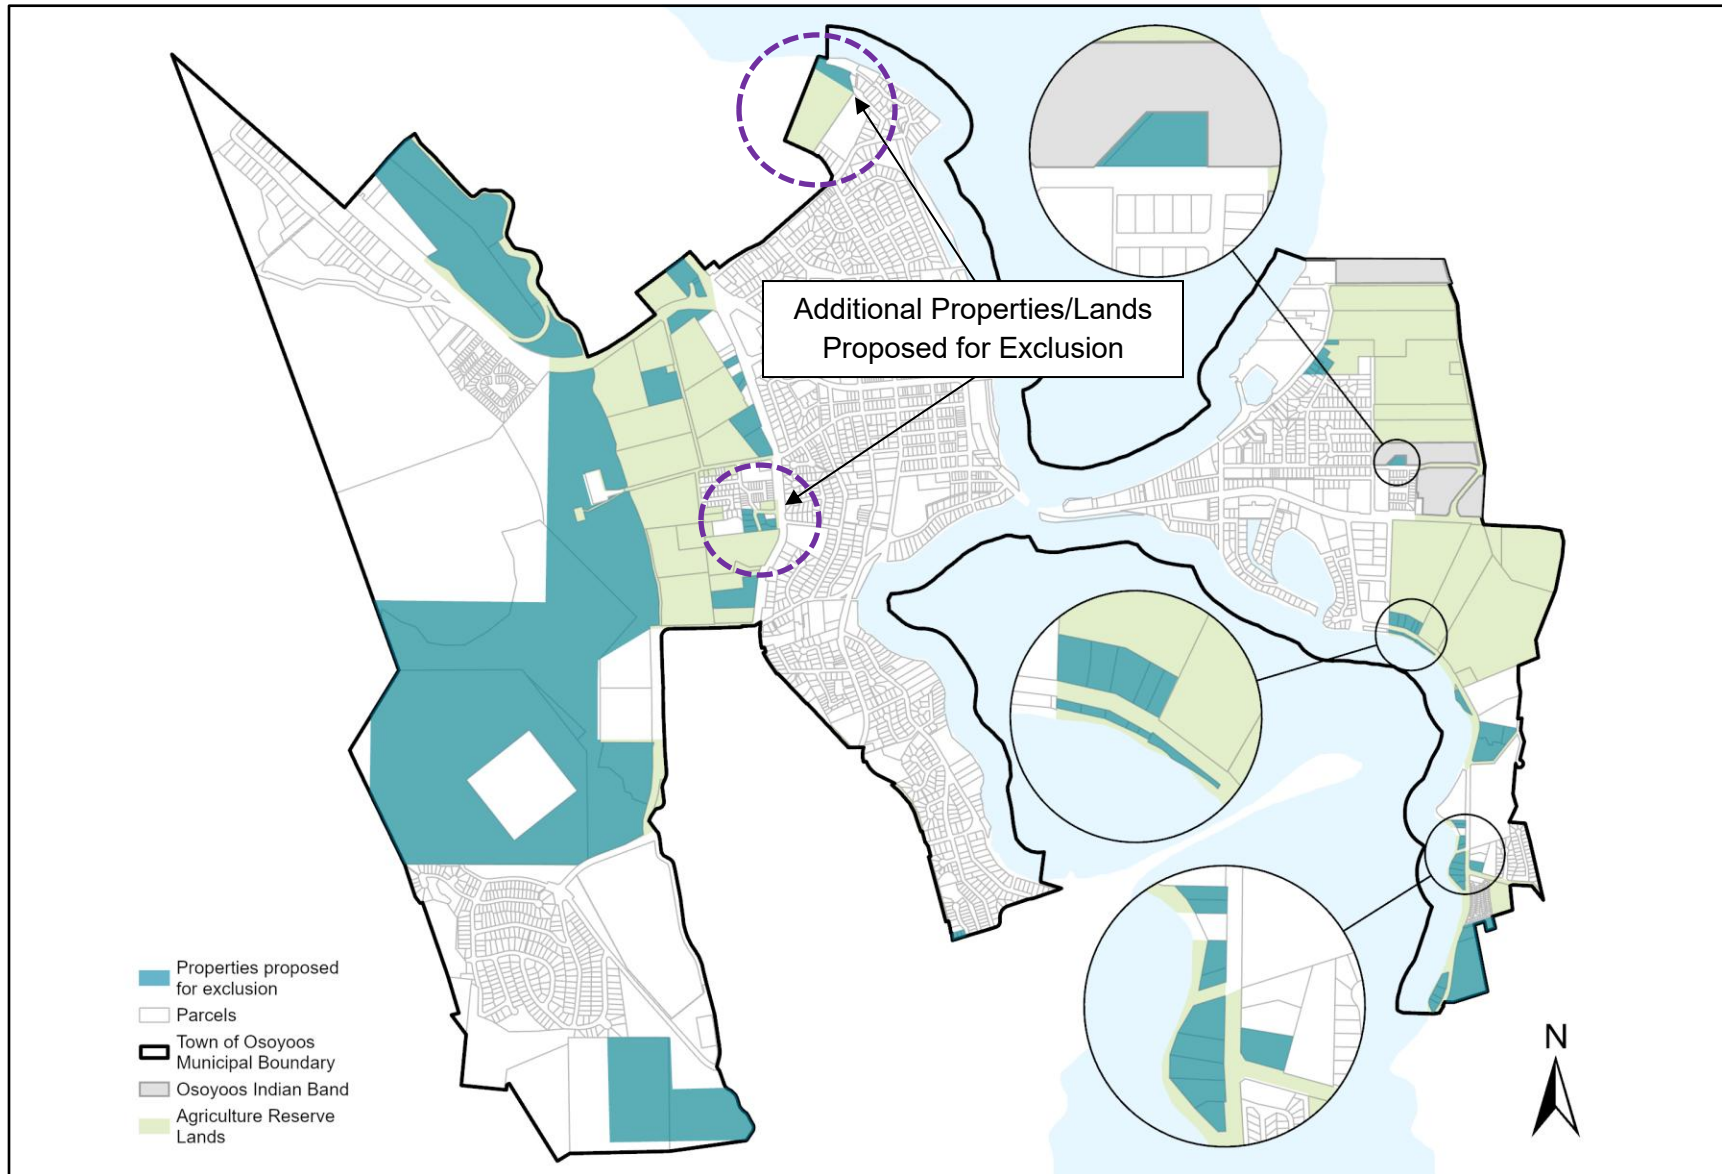 Additional Properties/Lands
Proposed for Exclusion
Properties proposed
for exclusion
Parcels
Town of Osoyoos
Municipal Boundary
Osoyoos Indian Band
Agriculture Reserve
Lands
N